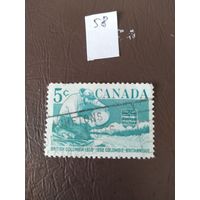 58
5c CANADA
BRITISH COLUMBIA 1858-1958 COLOMBIE-BRITANNIQUE